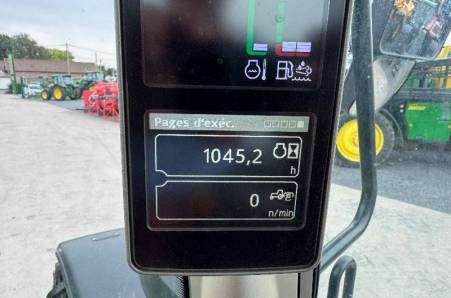 Pages d'exéc.
1045,2
h
0
n/min